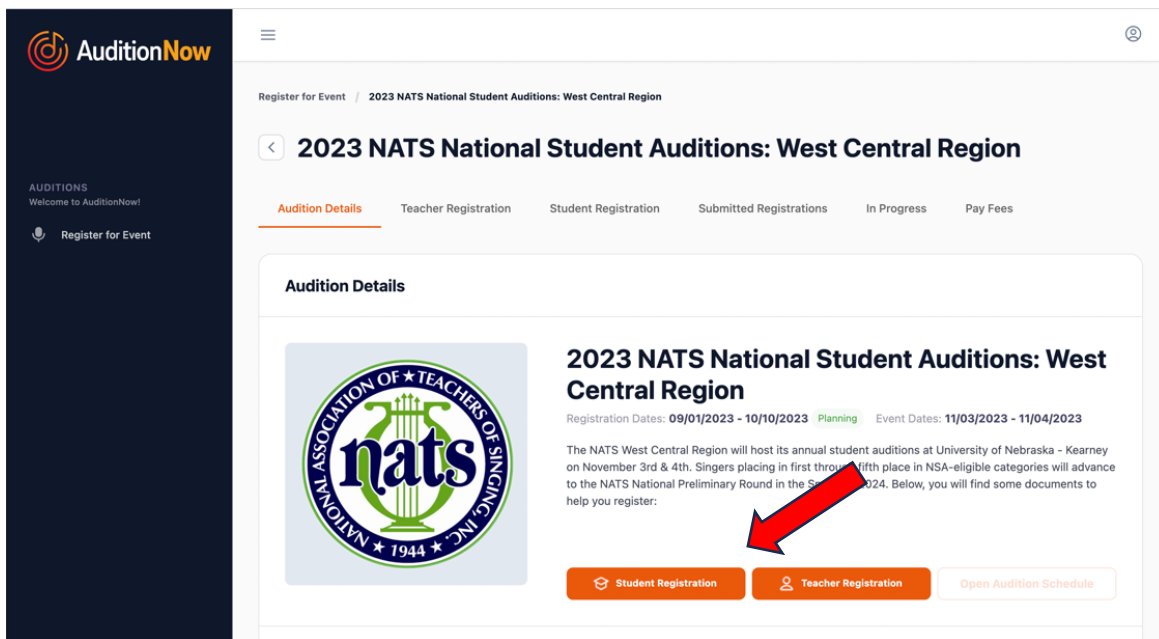 AuditionNow
Register for Event / 2023 NATS National Student Auditions: West Central Region
2023 NATS National Student Auditions: West Central Region
AUDITIONS
Welcome to AuditionNow!
Register for Event
Audition Details Teacher Registration Student Registration Submitted Registrations In Progress Pay Fees
Audition Details
NATIONAL ASSOCIATION OF ★ TEACHERS OF SINGING, INC.
nats
★ 1944 ★
2023 NATS National Student Auditions: West
Central Region
Registration Dates: 09/01/2023 - 10/10/2023 Planning Event Dates: 11/03/2023 - 11/04/2023
The NATS West Central Region will host its annual student auditions at University of Nebraska - Kearney
on November 3rd & 4th. Singers placing in first through fifth place in NSA-eligible categories will advance
to the NATS National Preliminary Round in the 2024. Below, you will find some documents to
help you register:
Student Registration Teacher Registration Open Audition Schedule